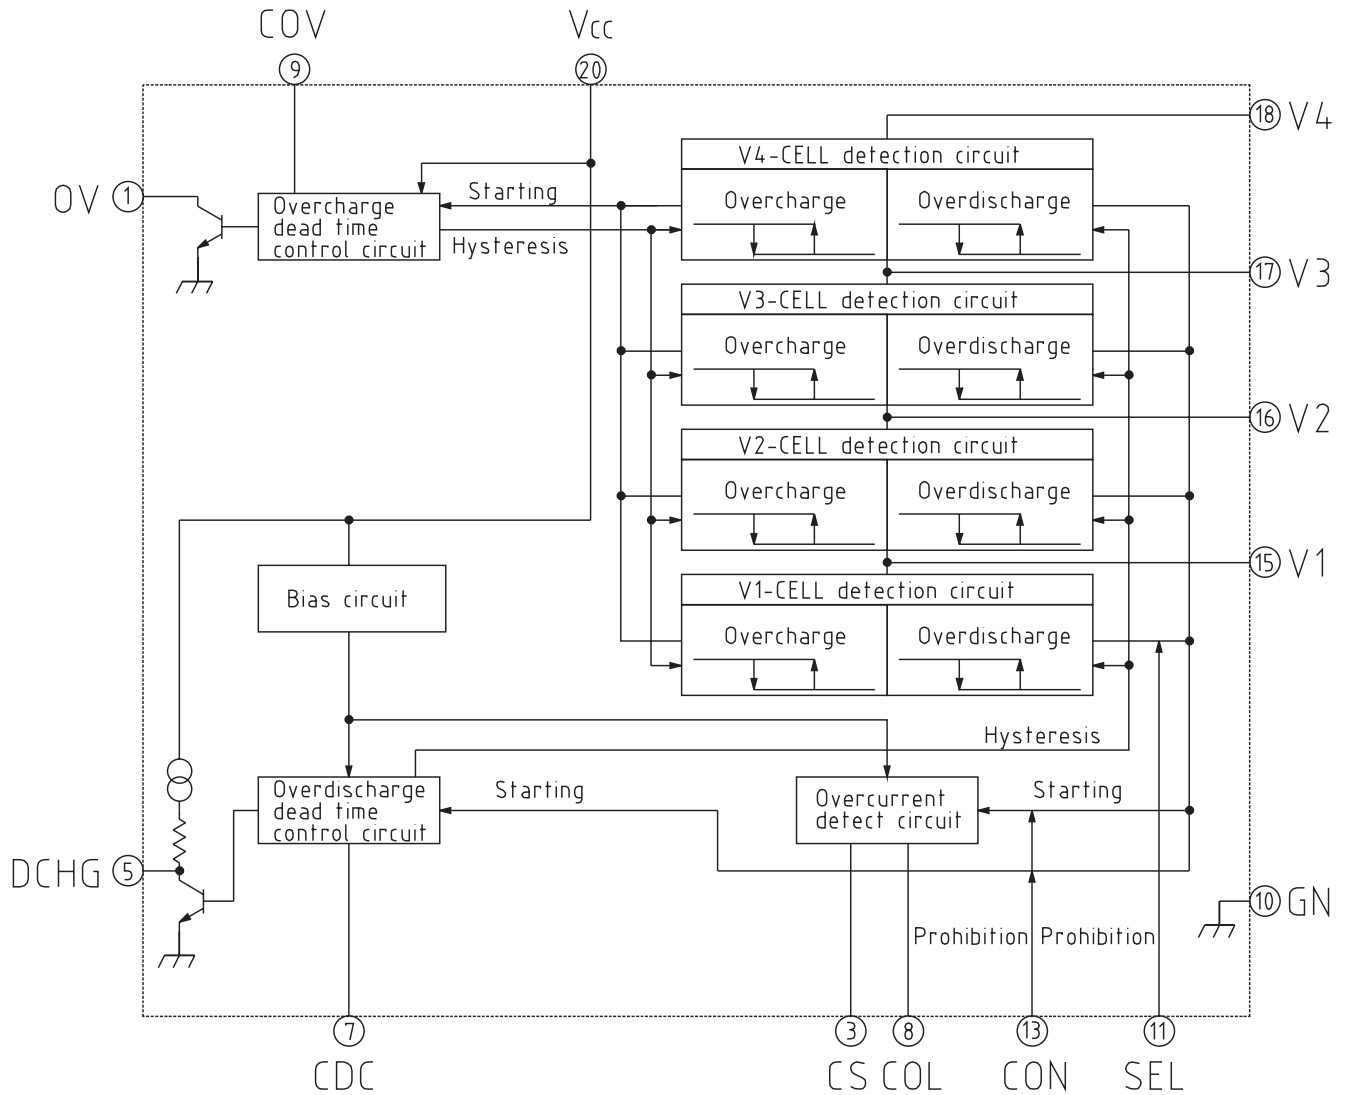 COV
Vcc
9
20
18 V4
V4-CELL detection circuit
OV 1
Overcharge
dead time
control circuit
Starting
Hysteresis
Overcharge
Overdischarge
17 V3
V3-CELL detection circuit
Overcharge
Overdischarge
16 V2
V2-CELL detection circuit
Overcharge
Overdischarge
15 V1
V1-CELL detection circuit
Bias circuit
Overcharge
Overdischarge
Hysteresis
Overdischarge
dead time
control circuit
Starting
Overcurrent
detect circuit
Starting
DCHG 5
10 GN
Prohibition
Prohibition
7
3
8
13
11
CDC
CS
COL
CON
SEL